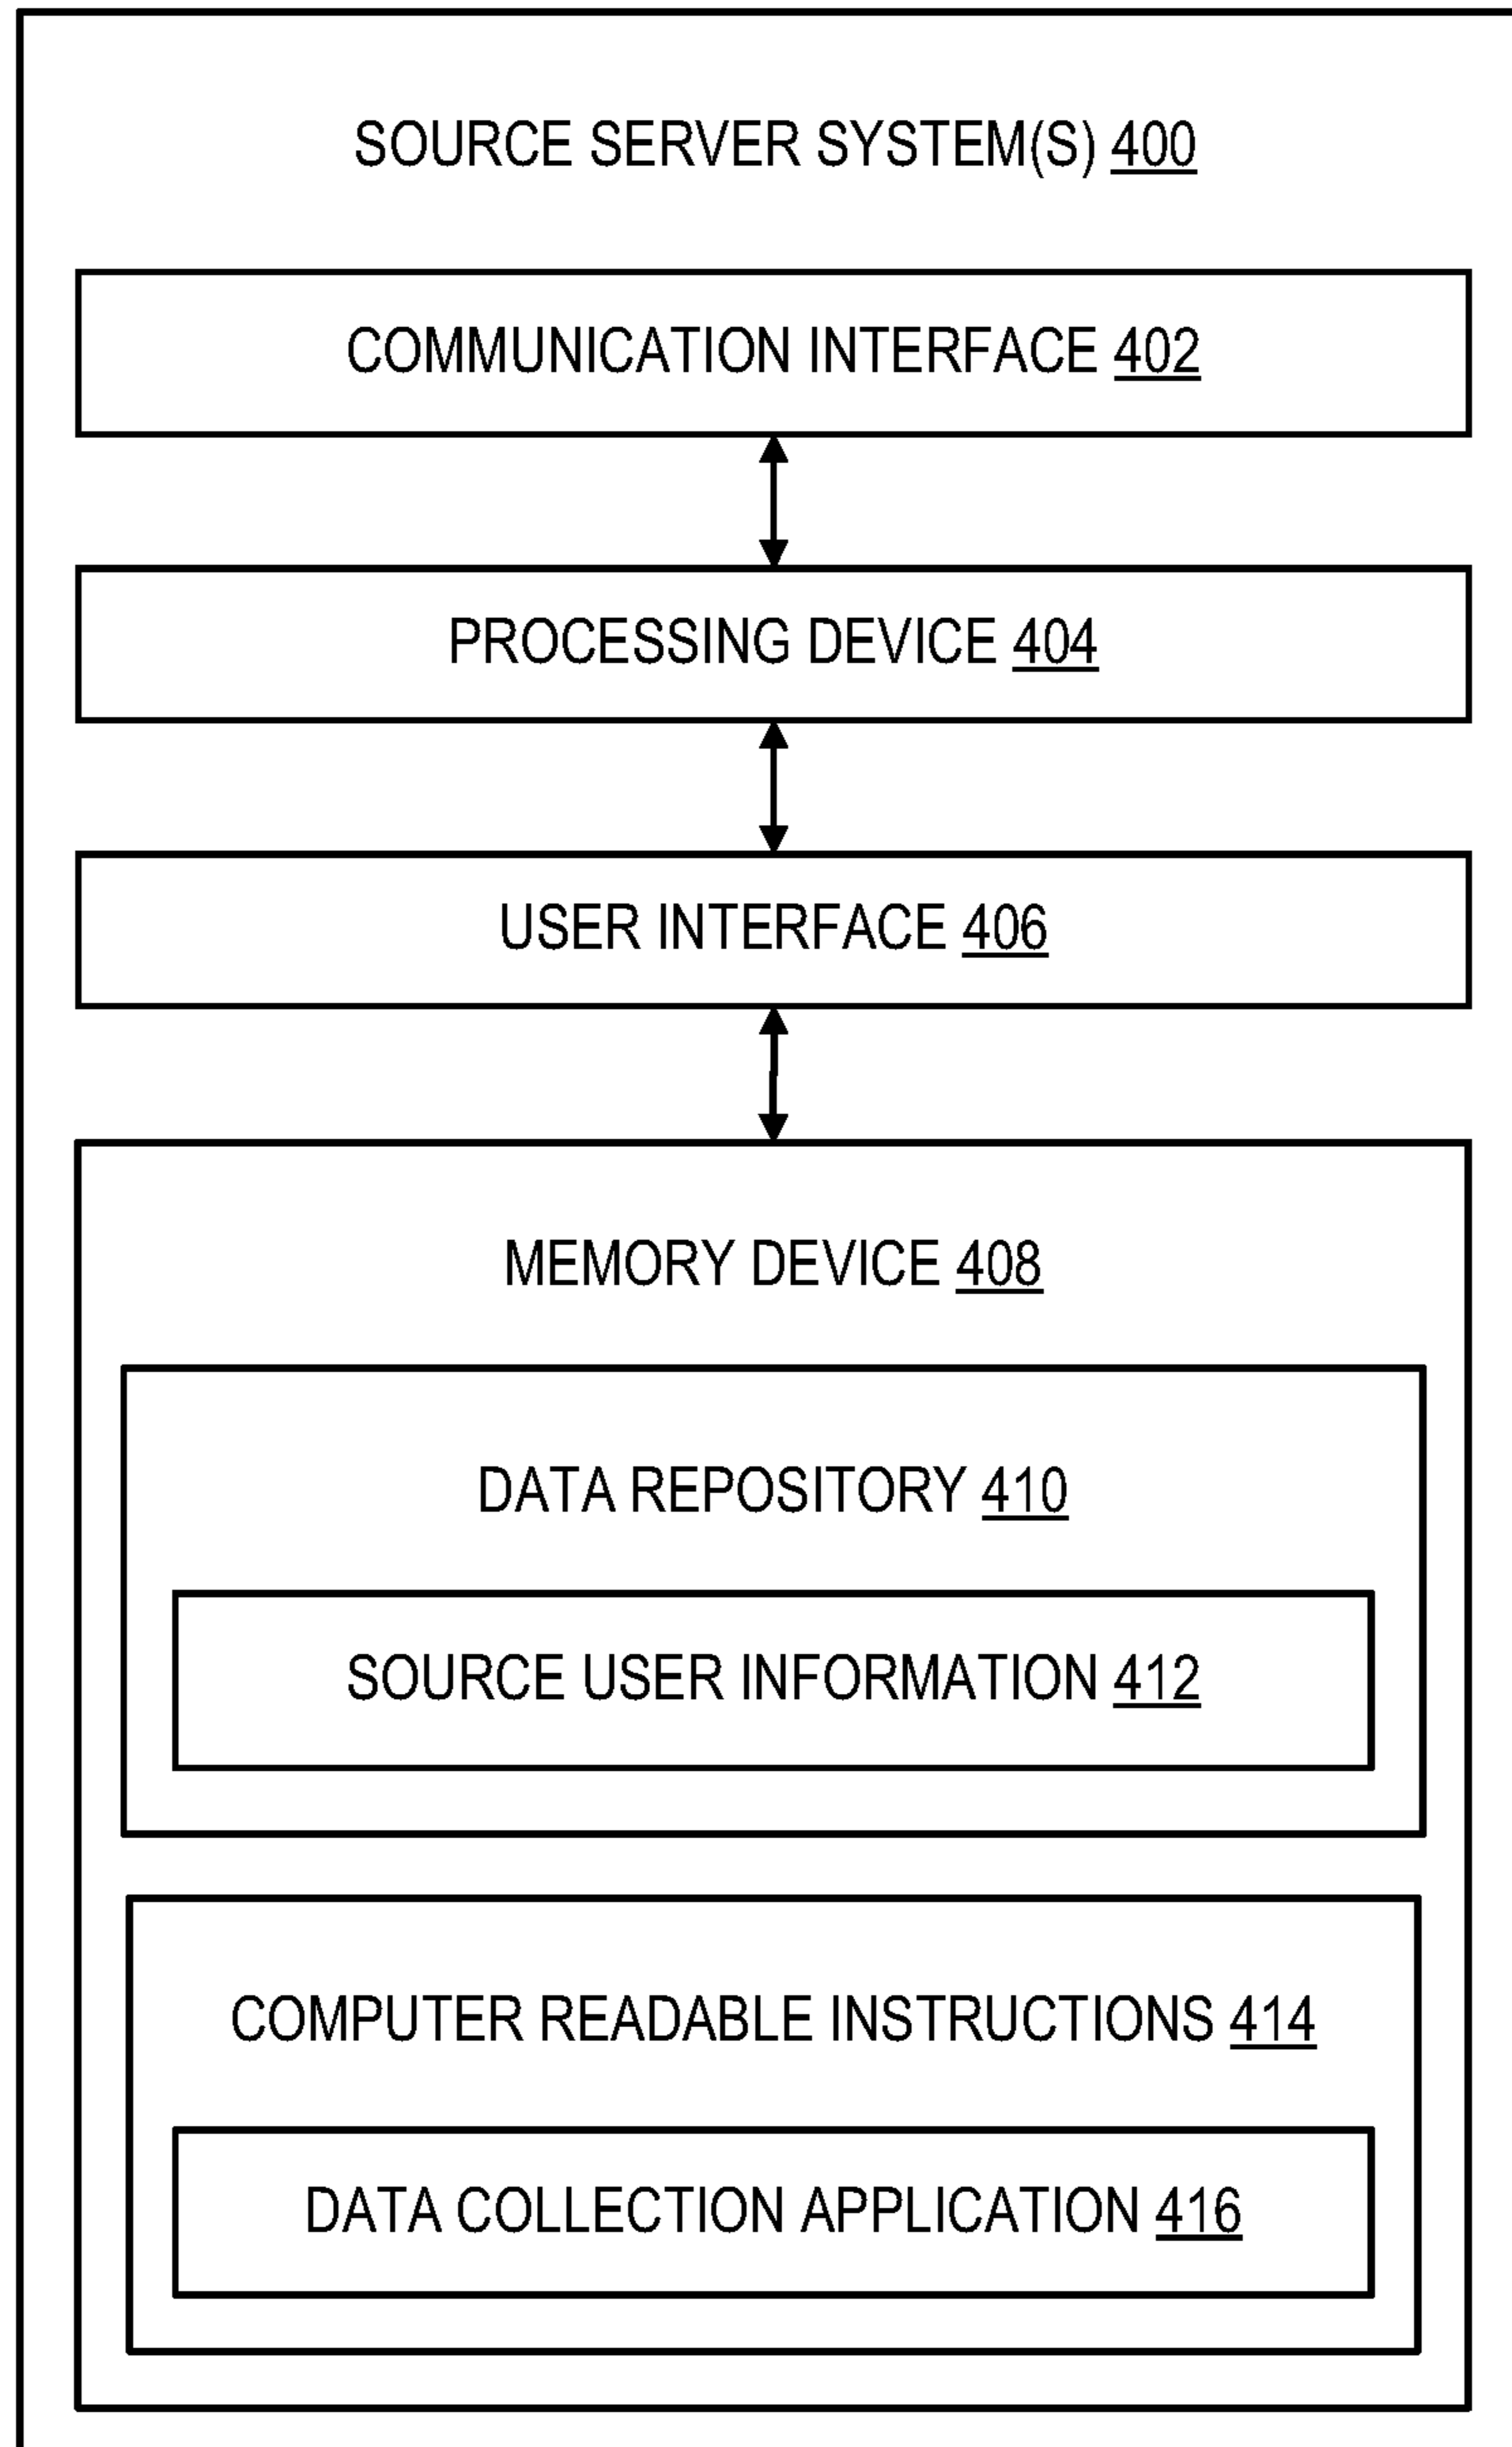 SOURCE SERVER SYSTEM(S) 400
COMMUNICATION INTERFACE 402
PROCESSING DEVICE 404
USER INTERFACE 406
MEMORY DEVICE 408
DATA REPOSITORY 410
SOURCE USER INFORMATION 412
COMPUTER READABLE INSTRUCTIONS 414
DATA COLLECTION APPLICATION 416